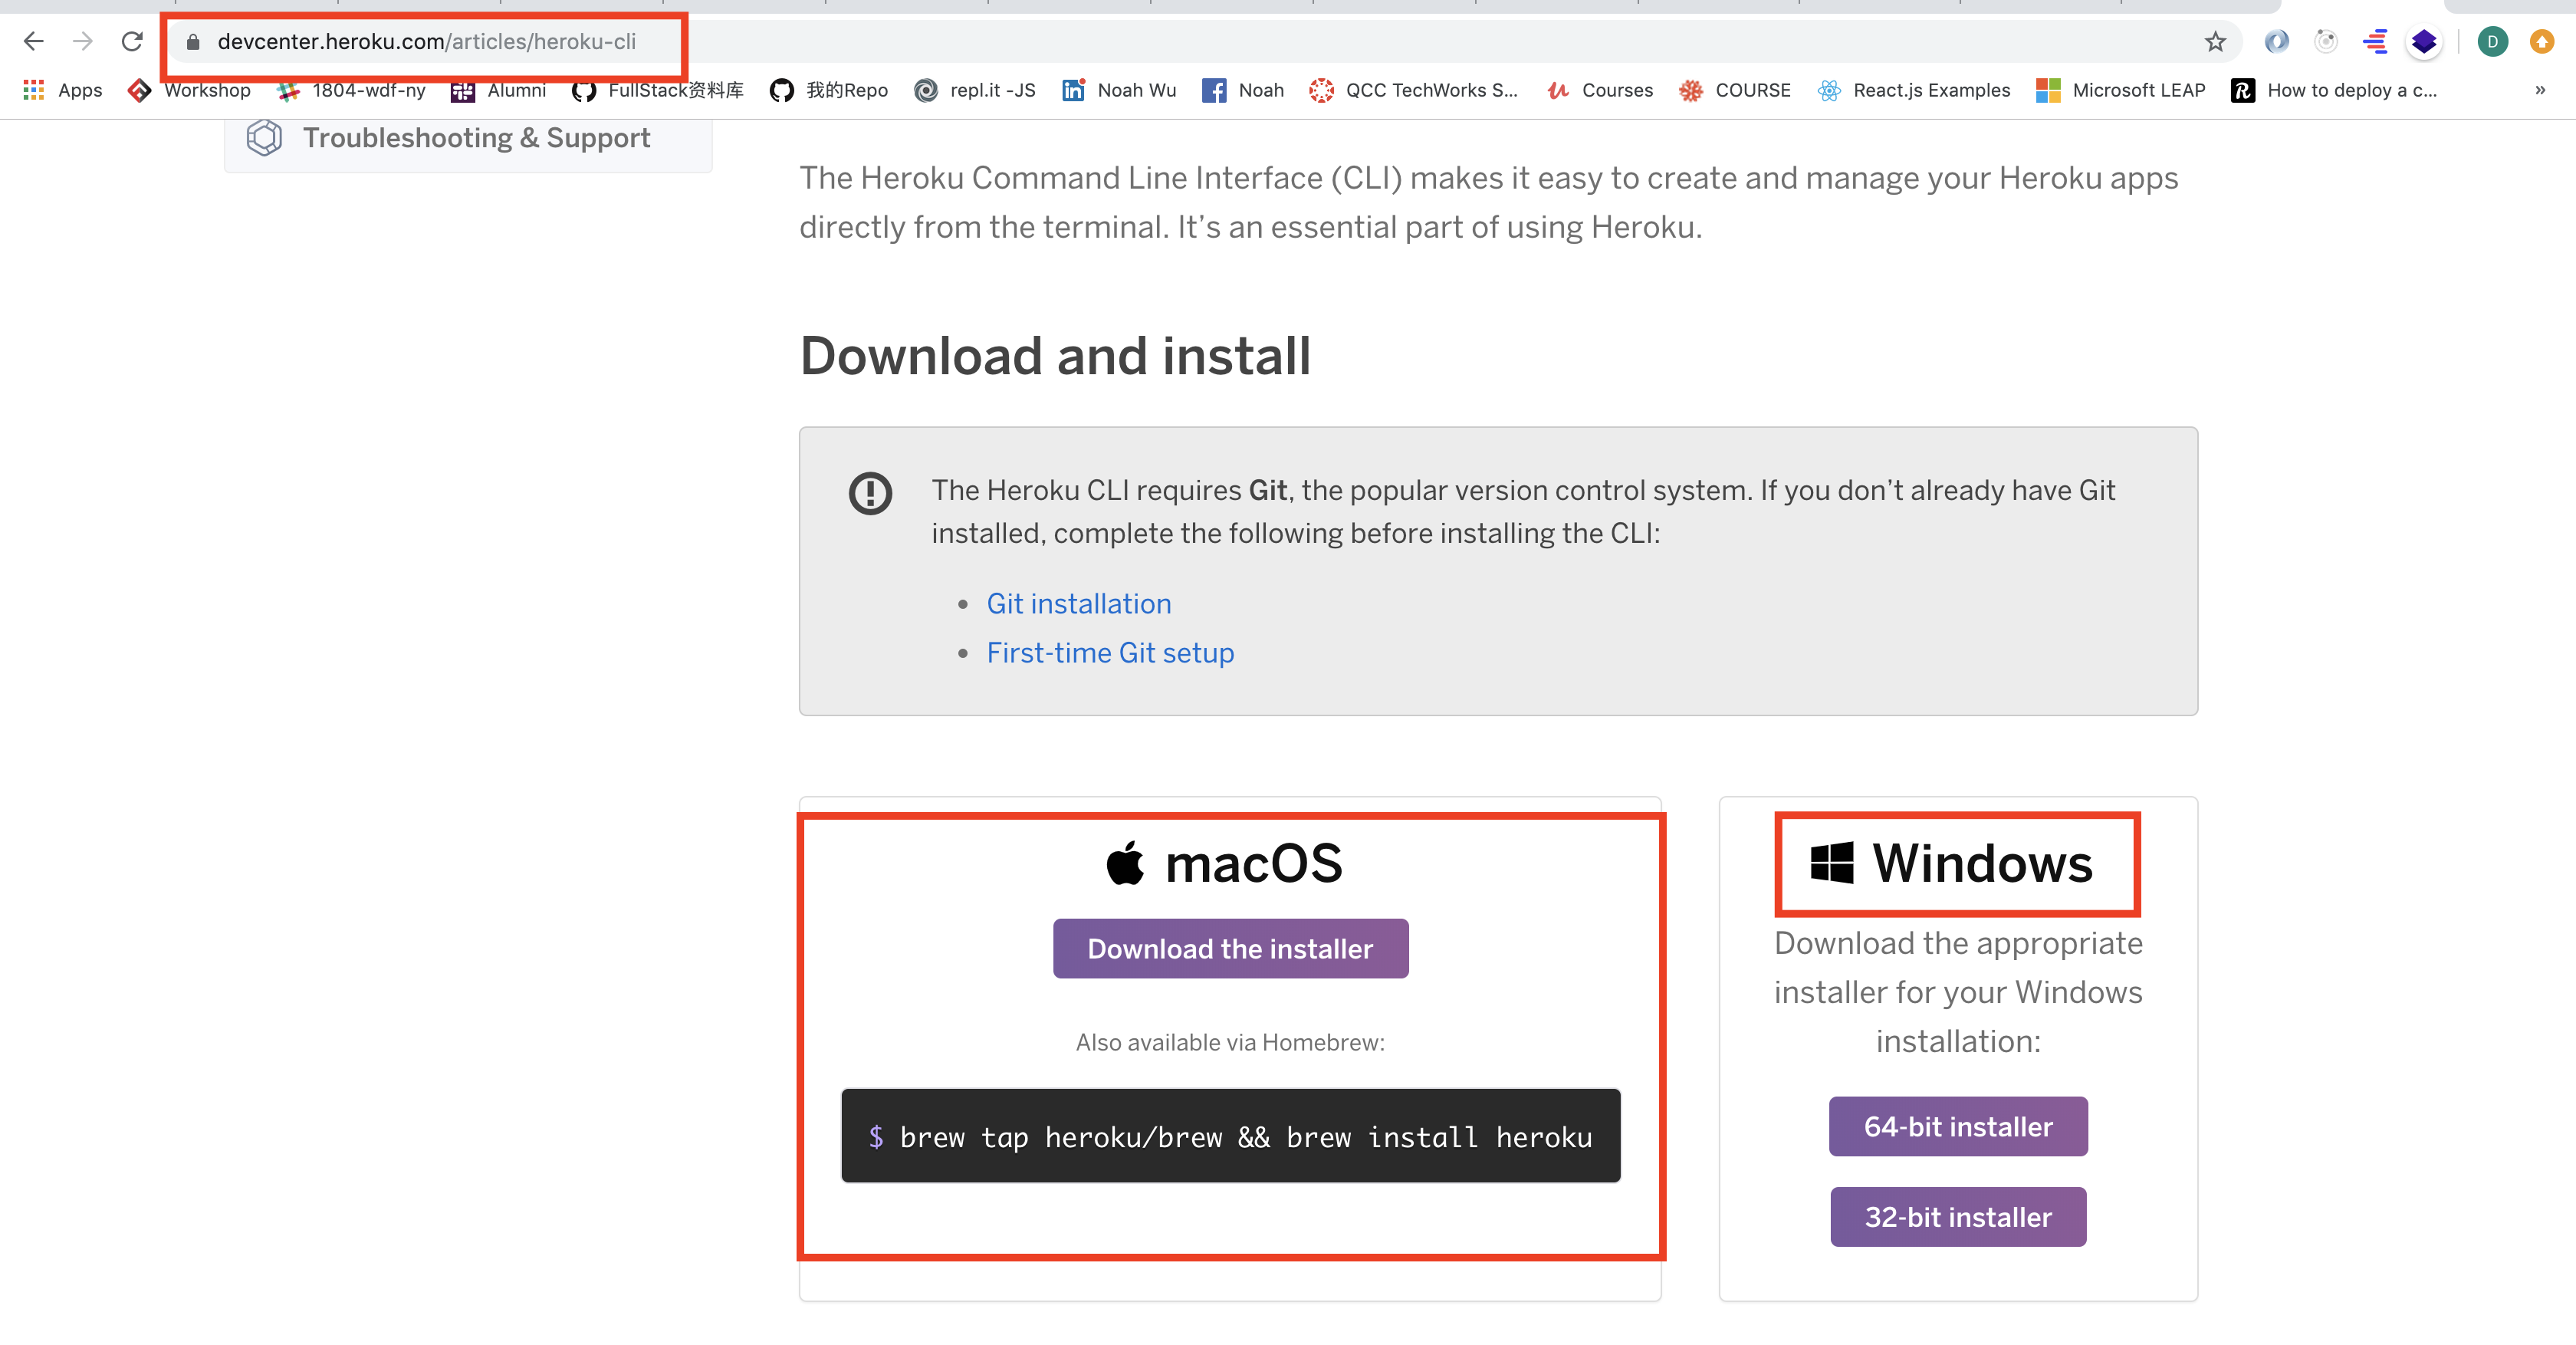 devcenter.heroku.com/articles/heroku-cli
D
Apps Workshop 1804-wdf-ny Alumni FullStack资料库 我的Repo repl.it -JS Noah Wu Noah QCC TechWorks S... Courses COURSE React.js Examples Microsoft LEAP How to deploy a c... »
Troubleshooting & Support
The Heroku Command Line Interface (CLI) makes it easy to create and manage your Heroku apps
directly from the terminal. It’s an essential part of using Heroku.
Download and install
The Heroku CLI requires Git, the popular version control system. If you don’t already have Git
installed, complete the following before installing the CLI:
• Git installation
• First-time Git setup
macOS
Download the installer
Also available via Homebrew:
$ brew tap heroku/brew && brew install heroku
Windows
Download the appropriate
installer for your Windows
installation:
64-bit installer
32-bit installer